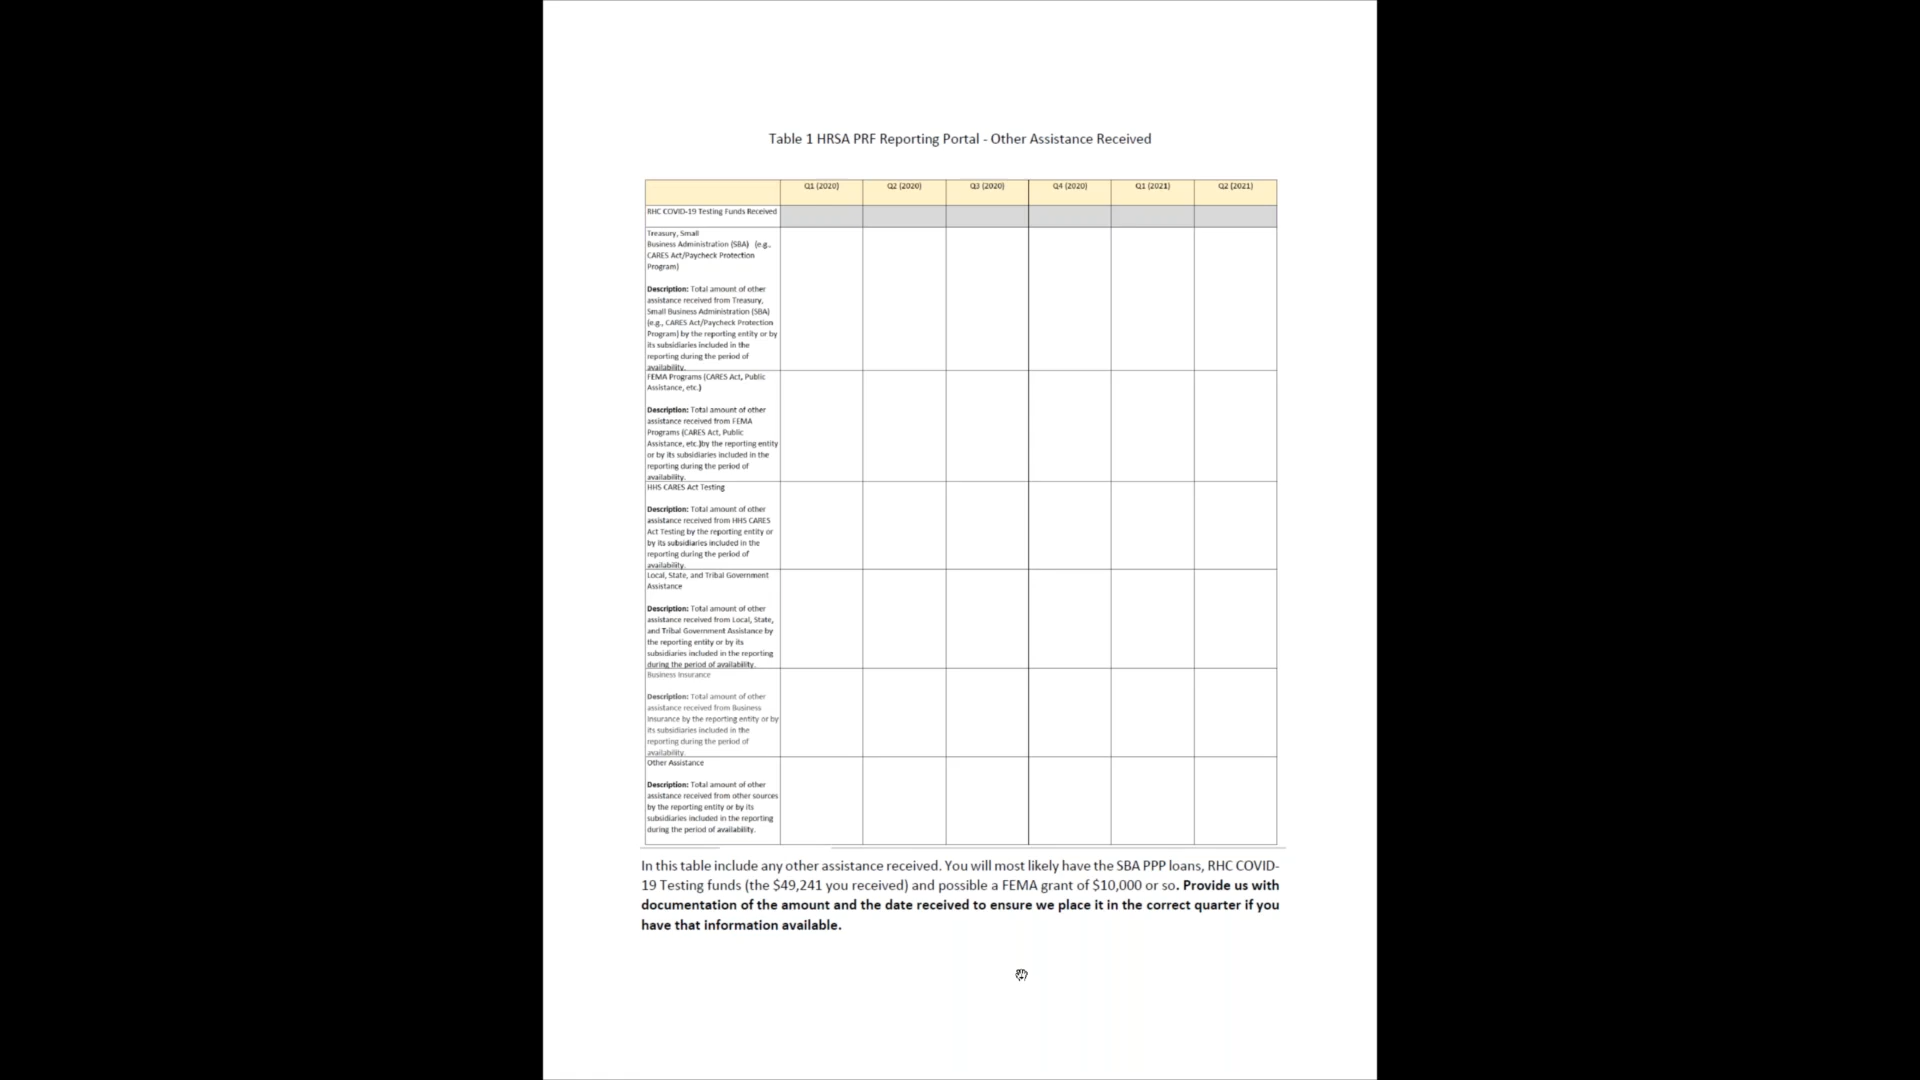 Table 1 HRSA PRF Reporting Portal - Other Assistance Received
Q1 (2020) Q2 (2020) Q3 (2020) Q4 (2020) Q1 (2021) Q2 (2021)
RHC COVID-19 Testing Funds Received
Treasury, Small
Business Administration (SBA) (e.g.,
CARES Act/Paycheck Protection
Program)
Description: Total amount of other
assistance received from Treasury,
Small Business Administration (SBA)
(e.g., CARES Act/Paycheck Protection
Program) by the reporting entity or by
its subsidiaries included in the
reporting during the period of
availability.
FEMA Programs (CARES Act, Public
Assistance, etc.)
Description: Total amount of other
assistance received from FEMA
Programs (CARES Act, Public
Assistance, etc.)by the reporting entity
or by its subsidiaries included in the
reporting during the period of
availability.
HHS CARES Act Testing
Description: Total amount of other
assistance received from HHS CARES
Act Testing by the reporting entity or
by its subsidiaries included in the
reporting during the period of
availability.
Local, State, and Tribal Government
Assistance
Description: Total amount of other
assistance received from Local, State,
and Tribal Government Assistance by
the reporting entity or by its
subsidiaries included in the reporting
during the period of availability.
Business Insurance
Description: Total amount of other
assistance received from Business
Insurance by the reporting entity or by
its subsidiaries included in the
reporting during the period of
availability.
Other Assistance
Description: Total amount of other
assistance received from other sources
by the reporting entity or by its
subsidiaries included in the reporting
during the period of availability.
In this table include any other assistance received. You will most likely have the SBA PPP loans, RHC COVID-
19 Testing funds (the $49,241 you received) and possible a FEMA grant of $10,000 or so. Provide us with
documentation of the amount and the date received to ensure we place it in the correct quarter if you
have that information available.